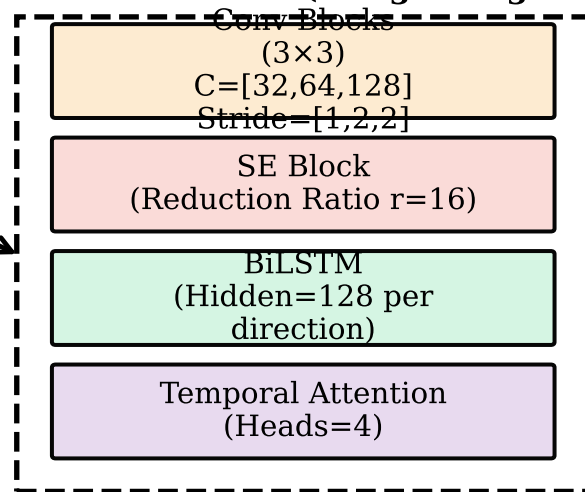 Conv Blocks
(3×3)
C=[32,64,128]
Stride=[1,2,2]
SE Block
(Reduction Ratio r=16)
BiLSTM
(Hidden=128 per
direction)
Temporal Attention
(Heads=4)